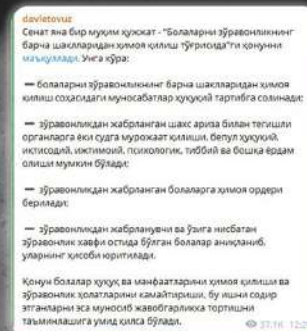 davletovuz
Сенат яна бир муҳим ҳужжат - "Болаларни зўравонликнинг
барча шаклларидан ҳимоя қилиш тўғрисида"ги қонунни
маъқуллади. Унга кўра:
➖ болаларни зўравонликнинг барча шаклларидан ҳимоя
қилиш соҳасидаги муносабатлар ҳуқуқий тартибга солинади;
➖ зўравонликдан жабрланган шахс ариза билан тегишли
органларга ёки судга мурожаат қилиши, бепул ҳуқуқий,
иқтисодий, ижтимоий, психологик, тиббий ва бошқа ёрдам
олиши мумкин бўлади;
➖ зўравонликдан жабрланган болаларга ҳимоя ордери
берилади;
➖ зўравонликдан жабрланувчи ва ўзига нисбатан
зўравонлик хавфи остида бўлган болалар аниқланиб,
уларнинг ҳисоби юритилади.
Қонун болалар ҳуқуқ ва манфаатларини ҳимоя қилиши ва
зўравонлик ҳолатларини камайтириши, бу ишни содир
этганларни эса муносиб жавобгарликка тортишни
таъминлашига умид қилса бўлади.